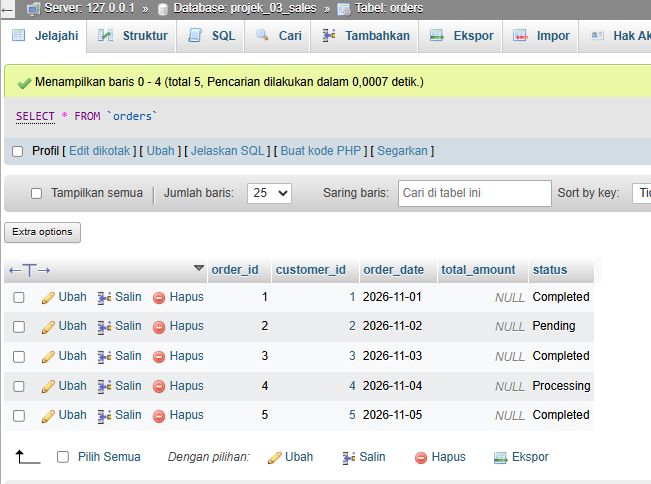 Server: 127.0.0.1 » Database: projek_03_sales » Tabel: orders
Jelajahi Struktur SQL Cari Tambahkan Ekspor Impor Hak Ak
Menampilkan baris 0 - 4 (total 5, Pencarian dilakukan dalam 0,0007 detik.)
SELECT * FROM `orders`
Profil [ Edit dikotak ] [ Ubah ] [ Jelaskan SQL ] [ Buat kode PHP ] [ Segarkan ]
Tampilkan semua Jumlah baris: 25 Saring baris: Cari di tabel ini Sort by key: Tid
Extra options
order_id customer_id order_date total_amount status
Ubah Salin Hapus 1 1 2026-11-01 NULL Completed
Ubah Salin Hapus 2 2 2026-11-02 NULL Pending
Ubah Salin Hapus 3 3 2026-11-03 NULL Completed
Ubah Salin Hapus 4 4 2026-11-04 NULL Processing
Ubah Salin Hapus 5 5 2026-11-05 NULL Completed
Pilih Semua Dengan pilihan: Ubah Salin Hapus Ekspor